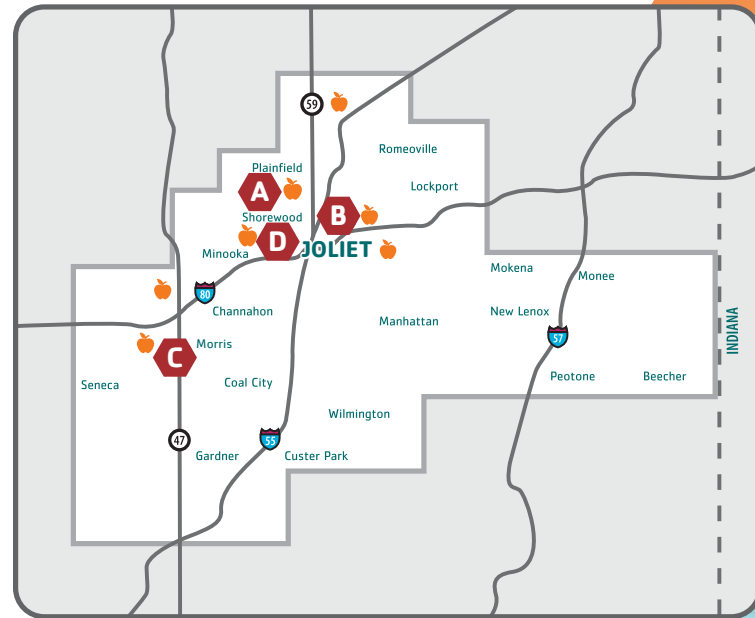 59
Romeoville
Plainfield
A
Lockport
B
Shorewood
D
JOLIET
Minooka
Mokena
Monee
80
Channahon
New Lenox
Manhattan
INDIANA
57
Morris
C
Seneca
Coal City
Peotone
Beecher
Wilmington
47
55
Gardner
Custer Park